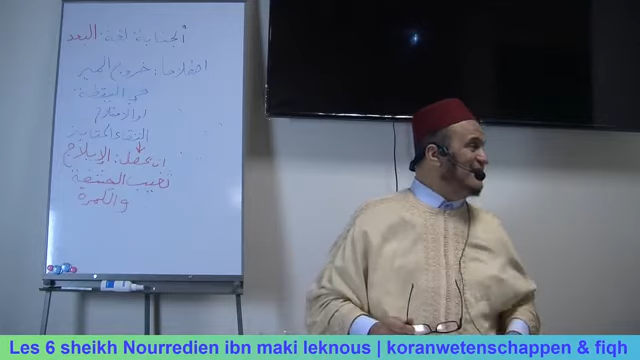 الجنابة لغة: البعد
اصطلاحا: خروج المني
في اليقظة
او الاحتلام
التقاء الختانين
الإيلاج
تغييب الحشفة
والكمرة
Les 6 sheikh Nourredien ibn maki leknous | koranwetenschappen & fiqh